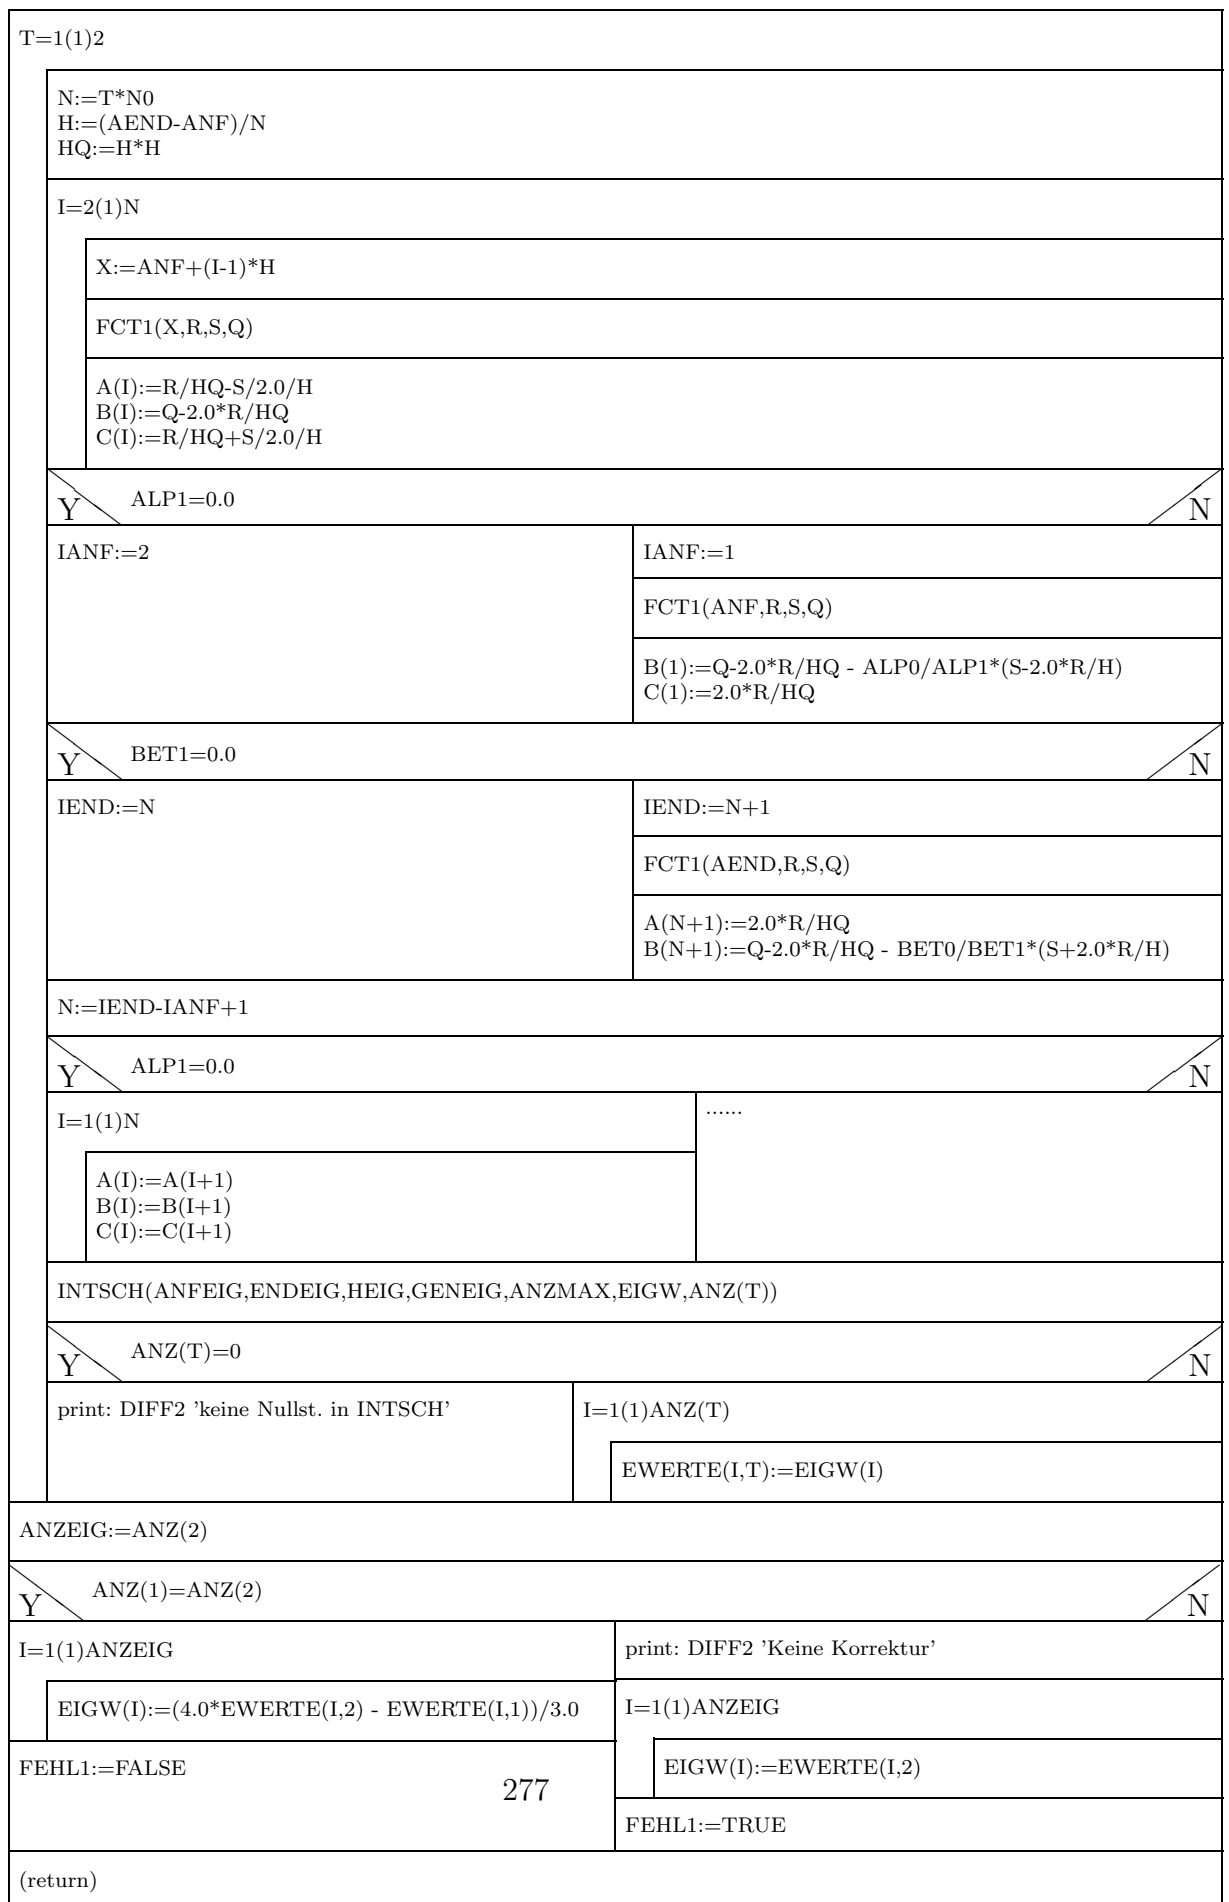 T=1(1)2
N:=T*N0
H:=(AEND-ANF)/N
HQ:=H*H
I=2(1)N
X:=ANF+(I-1)*H
FCT1(X,R,S,Q)
A(I):=R/HQ-S/2.0/H
B(I):=Q-2.0*R/HQ
C(I):=R/HQ+S/2.0/H
Y ALP1=0.0 N
IANF:=2
IANF:=1
FCT1(ANF,R,S,Q)
B(1):=Q-2.0*R/HQ - ALP0/ALP1*(S-2.0*R/H)
C(1):=2.0*R/HQ
Y BET1=0.0 N
IEND:=N
IEND:=N+1
FCT1(AEND,R,S,Q)
A(N+1):=2.0*R/HQ
B(N+1):=Q-2.0*R/HQ - BET0/BET1*(S+2.0*R/H)
N:=IEND-IANF+1
Y ALP1=0.0 N
I=1(1)N
A(I):=A(I+1)
B(I):=B(I+1)
C(I):=C(I+1)
......
INTSCH(ANFEIG,ENDEIG,HEIG,GENEIG,ANZMAX,EIGW,ANZ(T))
Y ANZ(T)=0 N
print: DIFF2 'keine Nullst. in INTSCH'
I=1(1)ANZ(T)
EWERTE(I,T):=EIGW(I)
ANZEIG:=ANZ(2)
Y ANZ(1)=ANZ(2) N
I=1(1)ANZEIG
EIGW(I):=(4.0*EWERTE(I,2) - EWERTE(I,1))/3.0
FEHL1:=FALSE
print: DIFF2 'Keine Korrektur'
I=1(1)ANZEIG
EIGW(I):=EWERTE(I,2)
FEHL1:=TRUE
277
(return)